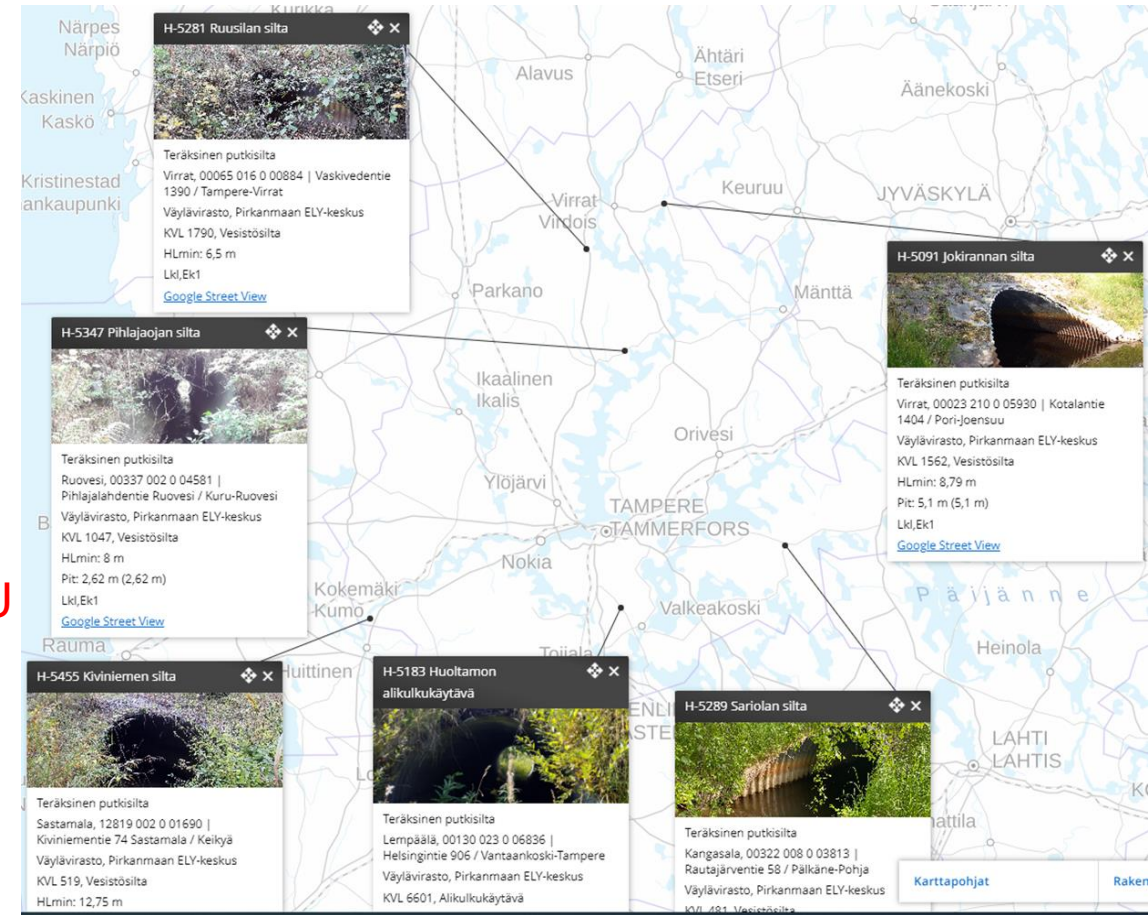 Kurikka
Närpes
Närpiö
Kaskinen
Kaskö
Kristinestad
Alavus
Ähtäri
Etseri
Äänekoski
Virrat
Virdois
Keuruu
JYVÄSKYLÄ
Parkano
Mänttä
Ikaalinen
Ikalis
Orivesi
Ylöjärvi
TAMPERE
TAMMERFORS
Nokia
Kokemäki
Kumo
Valkeakoski
Päijänne
Rauma
Huittinen
Toijala
Heinola
LAHTI
LAHTIS
H-5281 Ruusilan silta
Teräksinen putkisilta
Virrat, 00065 016 0 00884 | Vaskivedentie
1390 / Tampere-Virrat
Väylävirasto, Pirkanmaan ELY-keskus
KVL 1790, Vesistösilta
HLmin: 6,5 m
Lkl,Ek1
Google Street View
H-5091 Jokirannan silta
Teräksinen putkisilta
Virrat, 00023 210 0 05930 | Kotalantie
1404 / Pori-Joensuu
Väylävirasto, Pirkanmaan ELY-keskus
KVL 1562, Vesistösilta
HLmin: 8,79 m
Pit: 5,1 m (5,1 m)
Lkl,Ek1
Google Street View
H-5347 Pihlajaojan silta
Teräksinen putkisilta
Ruovesi, 00337 002 0 04581 |
Pihlajalahdentie Ruovesi / Kuru-Ruovesi
Väylävirasto, Pirkanmaan ELY-keskus
KVL 1047, Vesistösilta
HLmin: 8 m
Pit: 2,62 m (2,62 m)
Lkl,Ek1
Google Street View
H-5455 Kiviniemen silta
Teräksinen putkisilta
Sastamala, 12819 002 0 01690 |
Kiviniementie 74 Sastamala / Keikyä
Väylävirasto, Pirkanmaan ELY-keskus
KVL 519, Vesistösilta
HLmin: 12,75 m
H-5183 Huoltamon
alikulkukäytävä
Teräksinen putkisilta
Lempäälä, 00130 023 0 06836 |
Helsingintie 906 / Vantaankoski-Tampere
Väylävirasto, Pirkanmaan ELY-keskus
KVL 6601, Alikulkukäytävä
H-5289 Sariolan silta
Teräksinen putkisilta
Kangasala, 00322 008 0 03813 |
Rautajärventie 58 / Pälkäne-Pohja
Väylävirasto, Pirkanmaan ELY-keskus
KVL 481, Vesistösilta
Karttapohjat